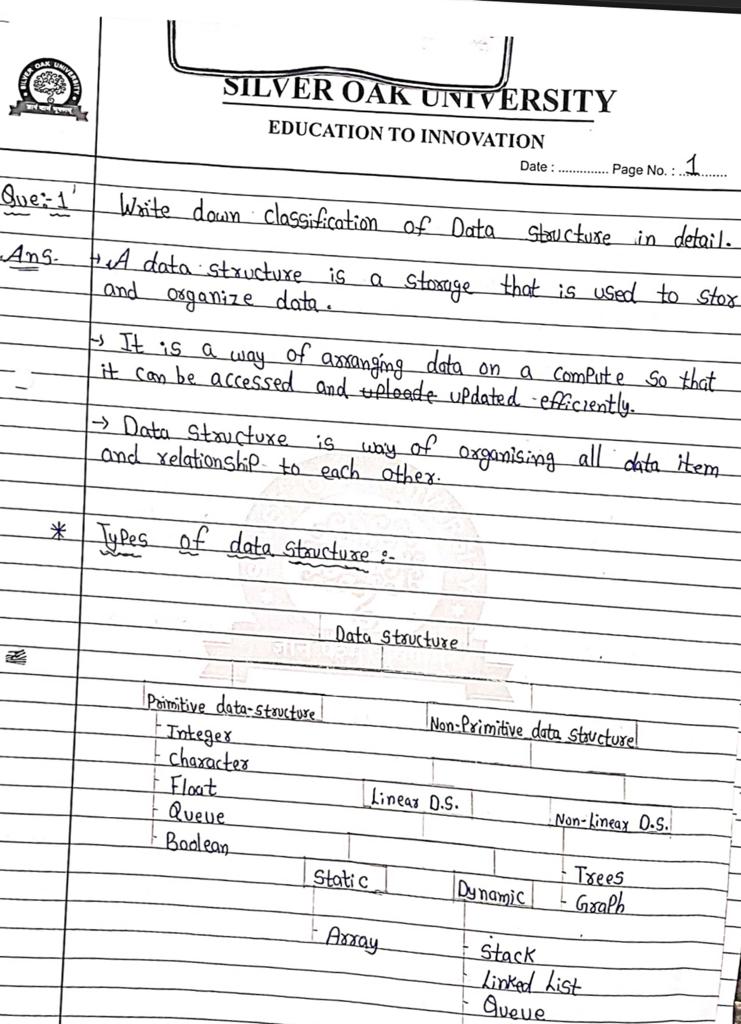 SILVER OAK UNIVERSITY
SILVER OAK UNIVERSITY
EDUCATION TO INNOVATION
Date : .............. Page No. : ..1........
Que:-1' Write down classification of Data structure in detail.
Ans. → A data structure is a storage that is used to stor
and organize data.
→ It is a way of arranging data on a compute so that
it can be accessed and uploade updated efficiently.
→ Data structure is way of organising all data item
and relationship to each other.
* Types of data structure :-
Data structure
Primitive data-structure
Non-Primitive data structure
Integer
Character
Float
Linear D.S.
Queue
Non-Linear D.S.
Boolean
Static
Trees
Dynamic
Graph
Array
Stack
Linked List
Queue